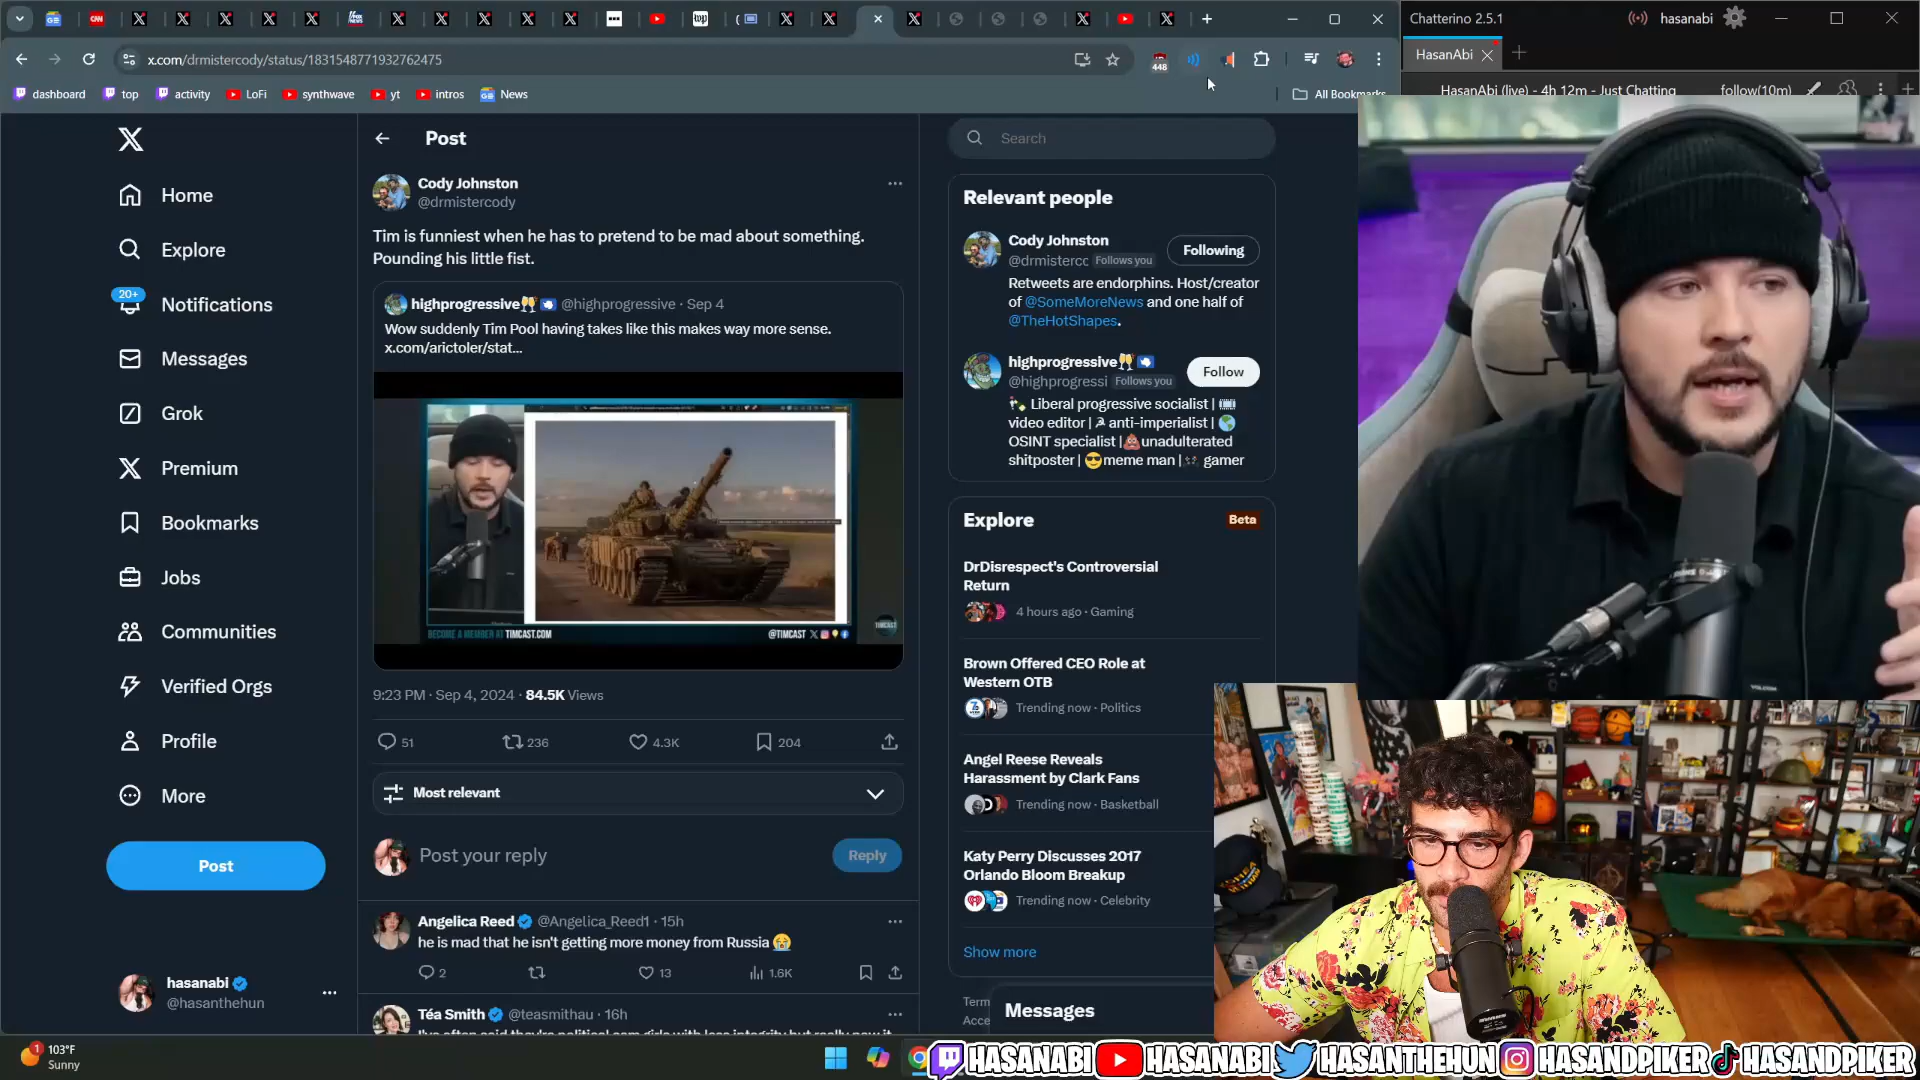 Chatterino 2.5.1
hasanabi
x.com/drmistercody/status/1831548771932762475
448
HasanAbi
dashboard
top
activity
LoFi
synthwave
yt
intros
News
All Bookmarks
HasanAbi (live) - 4h 12m - Just Chatting
follow(10m)
Home
Explore
20+
Notifications
Messages
Grok
Premium
Bookmarks
Jobs
Communities
Verified Orgs
Profile
More
Post
hasanabi
@hasanthehun
Post
Cody Johnston
@drmistercody
Tim is funniest when he has to pretend to be mad about something.
Pounding his little fist.
highprogressive @highprogressive · Sep 4
Wow suddenly Tim Pool having takes like this makes way more sense.
x.com/arictoler/stat...
BECOME A MEMBER AT TIMCAST.COM
@TIMCAST
TIMCAST
9:23 PM · Sep 4, 2024 · 84.5K Views
51
236
4.3K
204
Most relevant
Post your reply
Reply
Angelica Reed @Angelica_Reed1 · 15h
he is mad that he isn't getting more money from Russia
2
13
1.6K
Téa Smith @teasmithau · 16h
Search
Relevant people
Cody Johnston
@drmisterc
Follows you
Following
Retweets are endorphins. Host/creator
of @SomeMoreNews and one half of
@TheHotShapes.
highprogressive
@highprogressi
Follows you
Follow
Liberal progressive socialist |
video editor | anti-imperialist |
OSINT specialist | unadulterated
shitposter | meme man | gamer
Explore
Beta
DrDisrespect's Controversial
Return
4 hours ago · Gaming
Brown Offered CEO Role at
Western OTB
Trending now · Politics
Angel Reese Reveals
Harassment by Clark Fans
Trending now · Basketball
Katy Perry Discusses 2017
Orlando Bloom Breakup
Trending now · Celebrity
Show more
Term
Acce
Messages
1
103°F
Sunny
HASANABI
HASANABI
HASANTHEHUN
HASANDPIKER
HASANDPIKER